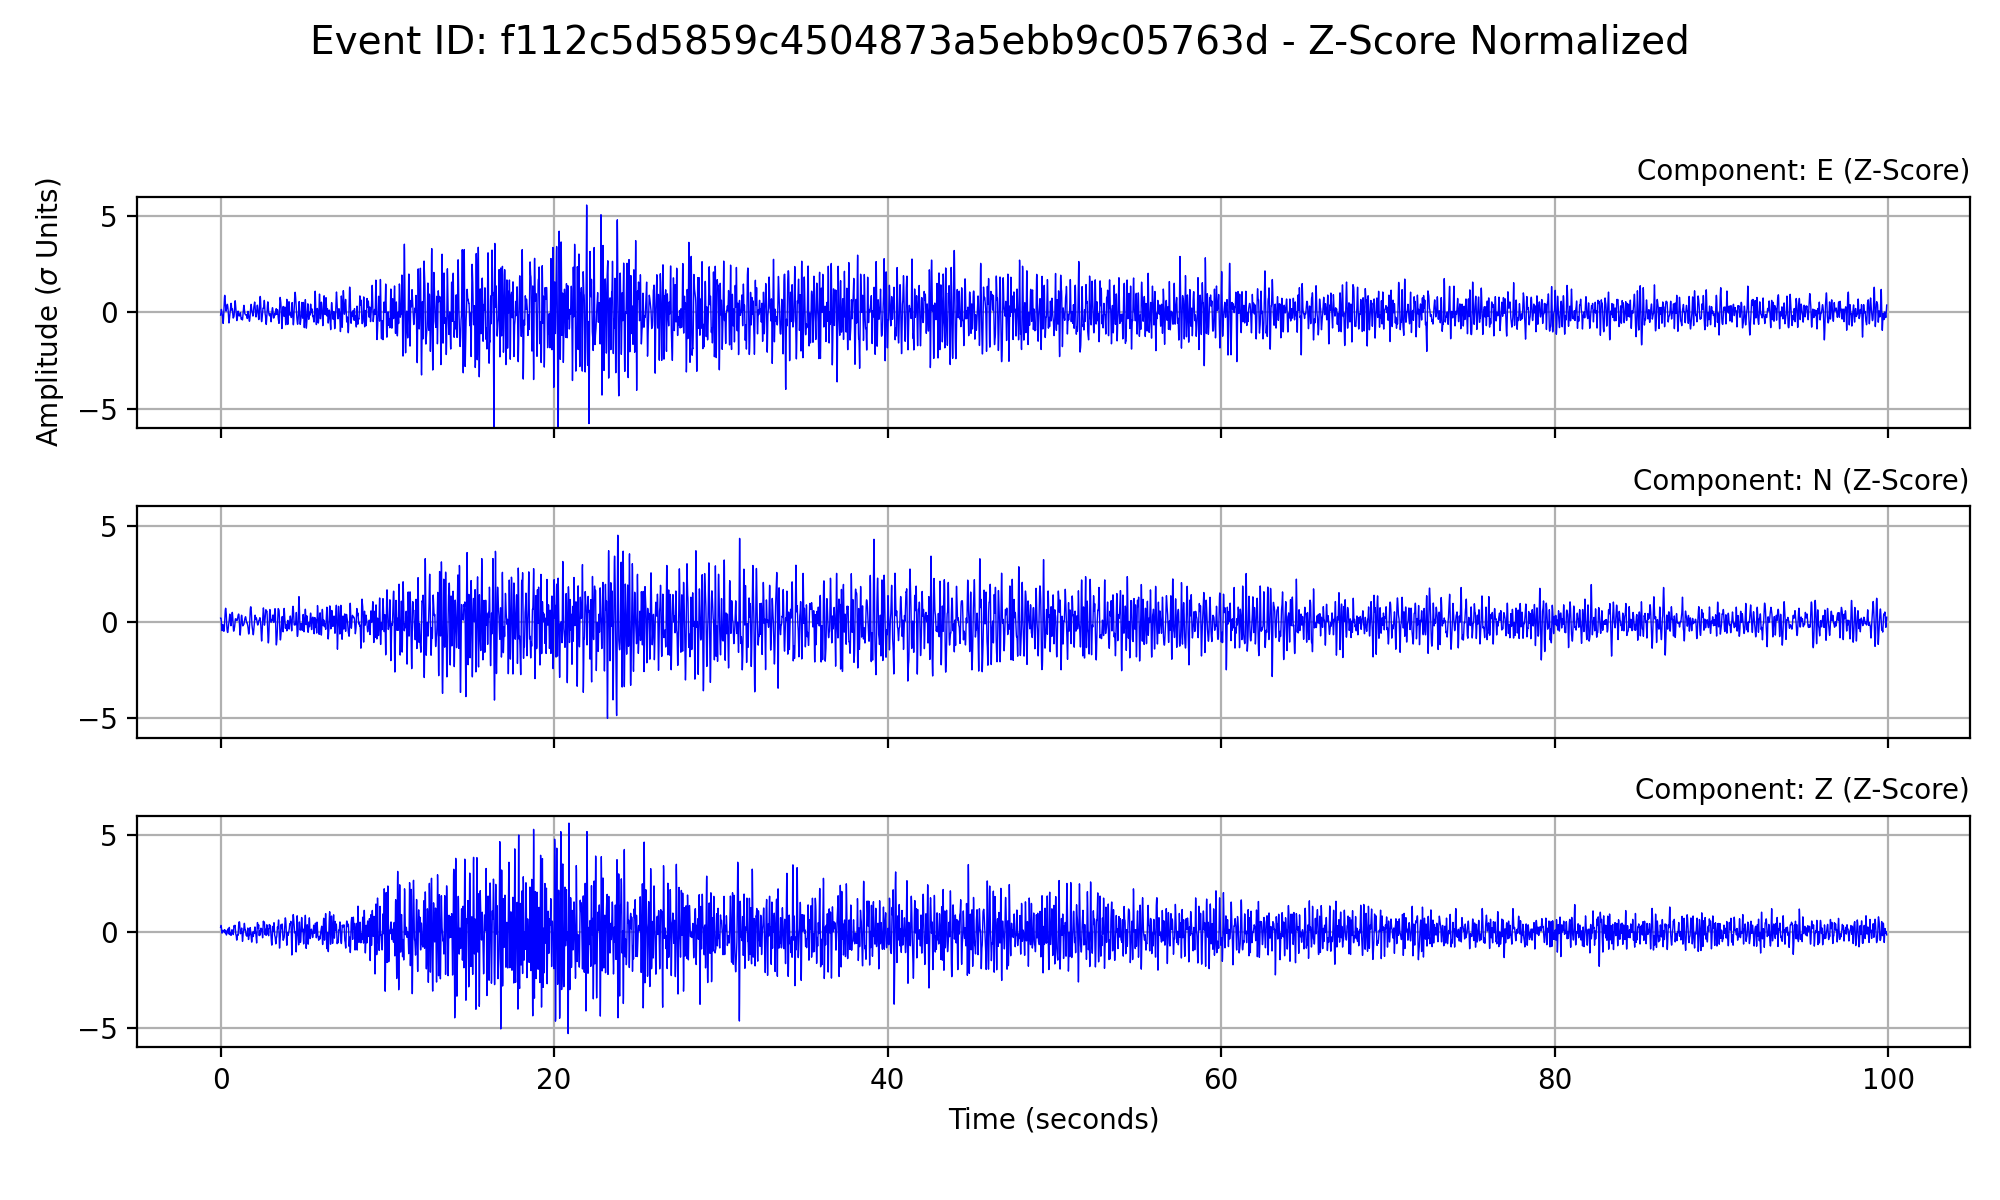 Event ID: f112c5d5859c4504873a5ebb9c05763d - Z-Score Normalized
Component: E (Z-Score)
Amplitude (σ Units)
5
0
−5
Component: N (Z-Score)
5
0
−5
Component: Z (Z-Score)
5
0
−5
0 20 40 60 80 100
Time (seconds)